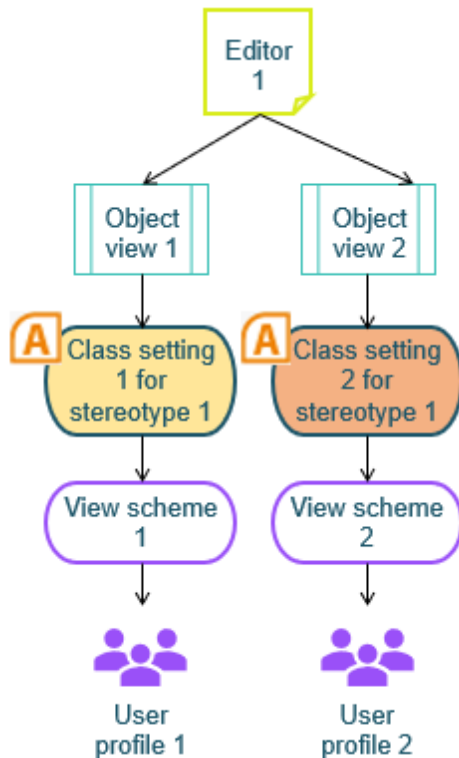 Editor
1
Object
view 1
Object
view 2
A
Class setting
1 for
stereotype 1
A
Class setting
2 for
stereotype 1
View scheme
1
View scheme
2
User
profile 1
User
profile 2